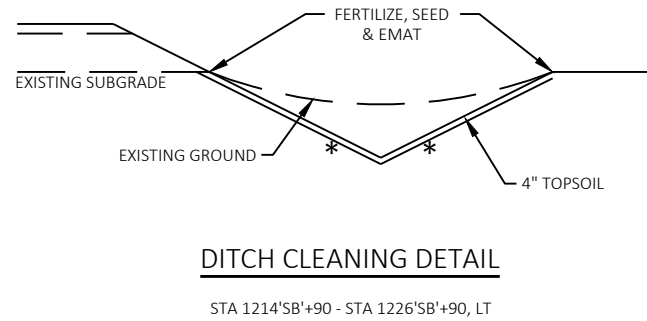 FERTILIZE, SEED
& EMAT
EXISTING SUBGRADE
EXISTING GROUND
*
*
4" TOPSOIL
DITCH CLEANING DETAIL
STA 1214'SB'+90 - STA 1226'SB'+90, LT